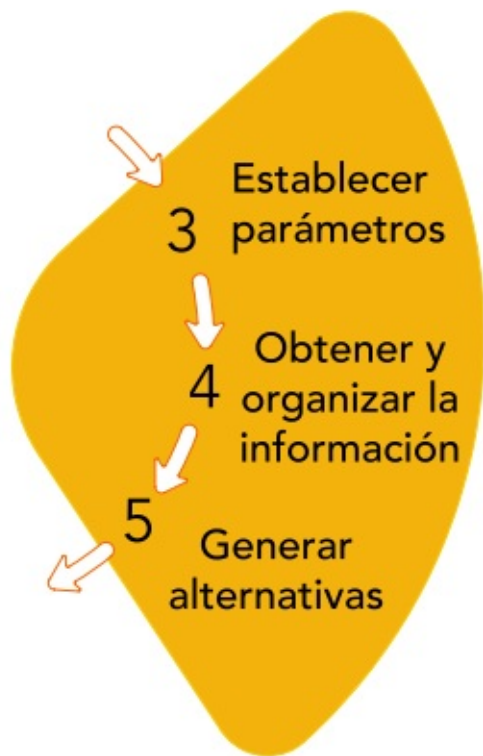 3
Establecer
parámetros
4
Obtener y
organizar la
información
5
Generar
alternativas